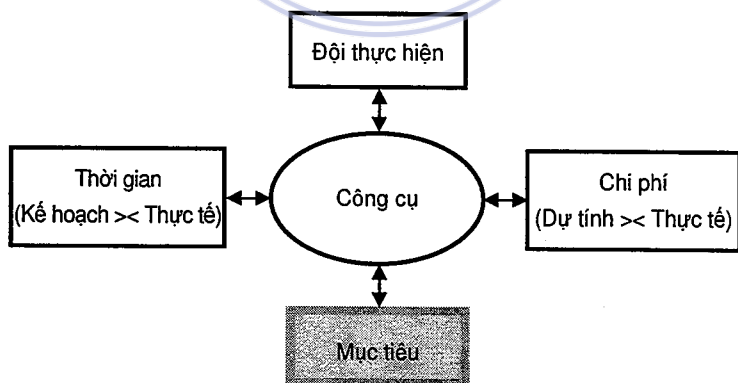 Đội thực hiện
Thời gian
(Kế hoạch >< Thực tế)
Công cụ
Chi phí
(Dự tính >< Thực tế)
Mục tiêu